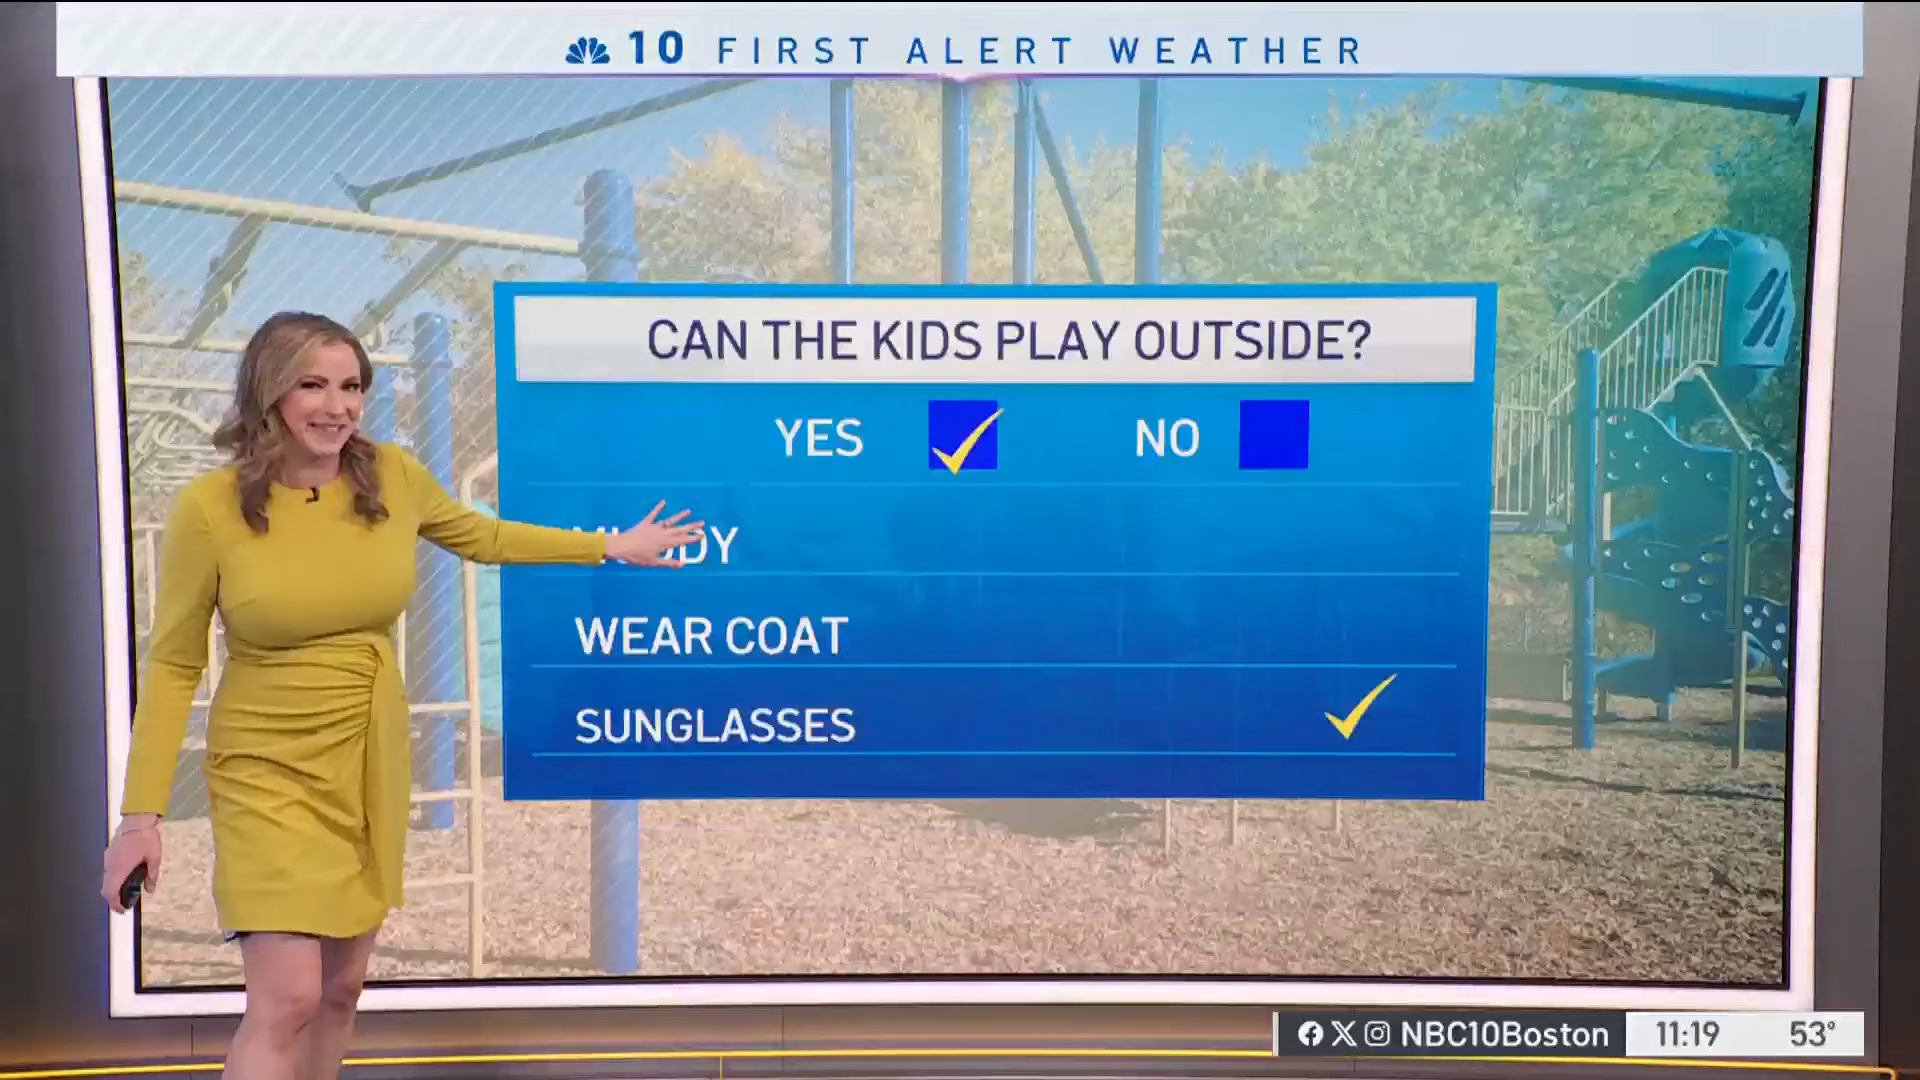 10 FIRST ALERT WEATHER
CAN THE KIDS PLAY OUTSIDE?
YES NO
WEAR COAT
SUNGLASSES
NBC10Boston 11:19 53°